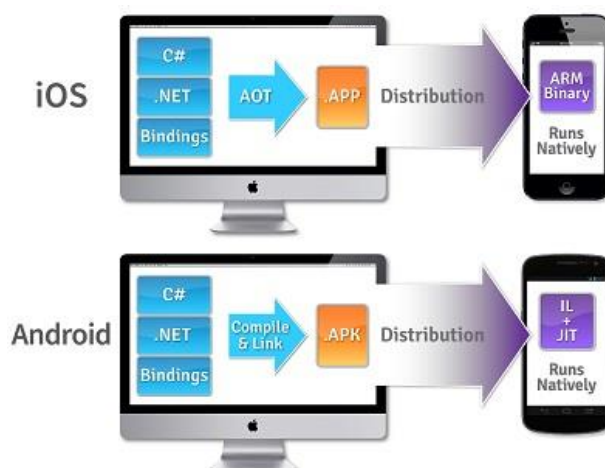 iOS
C#
.NET
Bindings
AOT
.APP
Distribution
ARM
Binary
Runs
Natively
Android
C#
.NET
Bindings
Compile
& Link
.APK
Distribution
IL
+
JIT
Runs
Natively